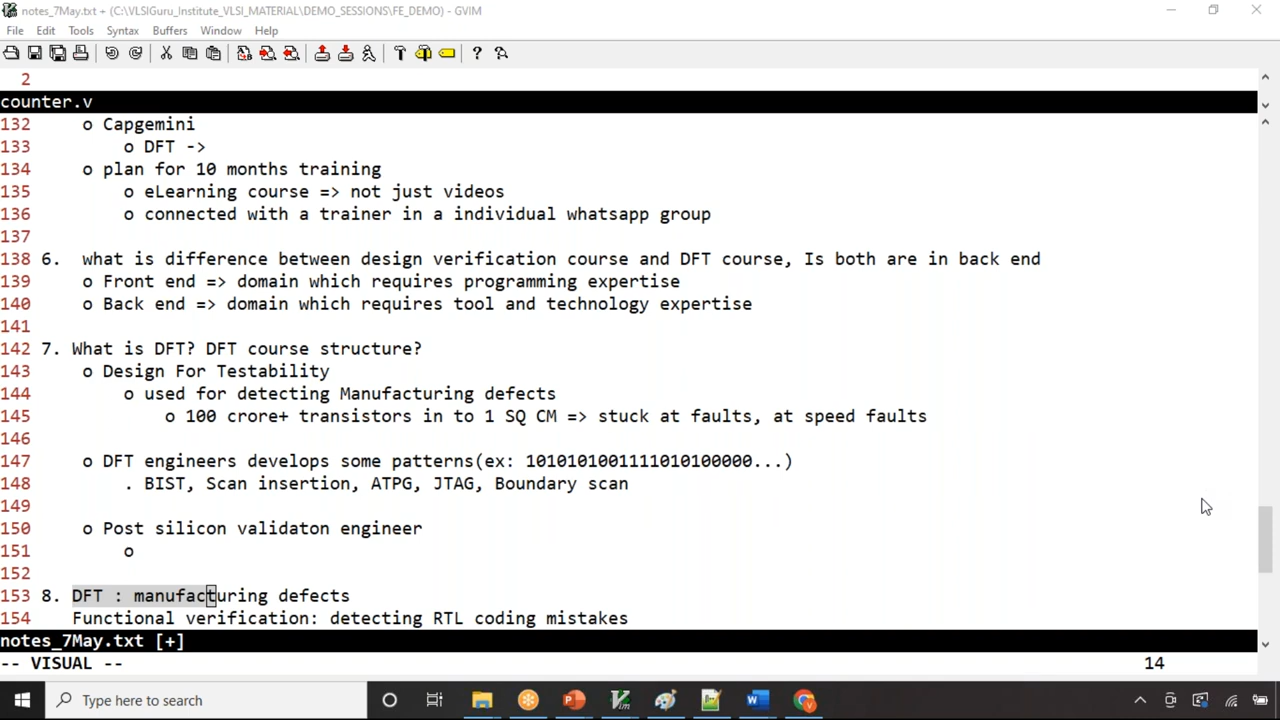 notes_7May.txt + (C:\VLSIGuru_Institute_VLSI_MATERIAL\DEMO_SESSIONS\FE_DEMO) - GVIM
File Edit Tools Syntax Buffers Window Help
2
counter.v
132 o Capgemini
133 o DFT ->
134 o plan for 10 months training
135 o eLearning course => not just videos
136 o connected with a trainer in a individual whatsapp group
137
138 6. what is difference between design verification course and DFT course, Is both are in back end
139 o Front end => domain which requires programming expertise
140 o Back end => domain which requires tool and technology expertise
141
142 7. What is DFT? DFT course structure?
143 o Design For Testability
144 o used for detecting Manufacturing defects
145 o 100 crore+ transistors in to 1 SQ CM => stuck at faults, at speed faults
146
147 o DFT engineers develops some patterns(ex: 1010101001111010100000...)
148 . BIST, Scan insertion, ATPG, JTAG, Boundary scan
149
150 o Post silicon validaton engineer
151 o
152
153 8. DFT : manufacturing defects
154 Functional verification: detecting RTL coding mistakes
notes_7May.txt [+]
-- VISUAL -- 14
Type here to search